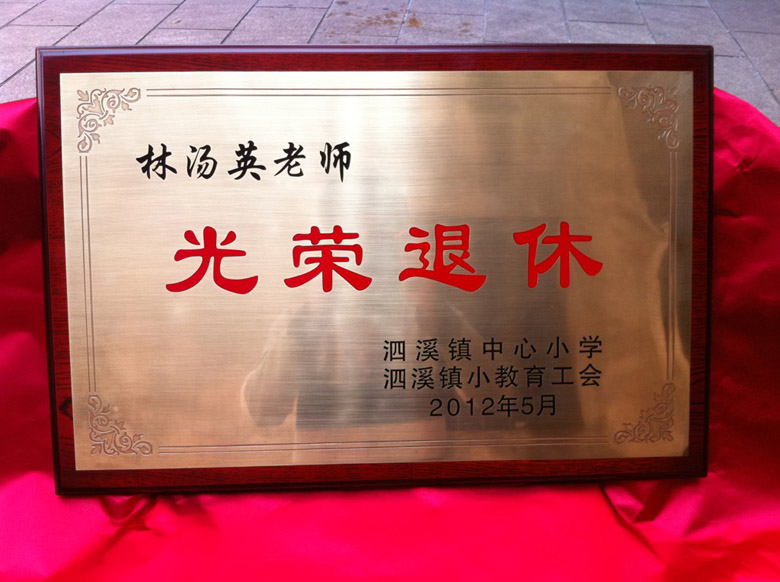 林汤英老师
光荣退休
泗溪镇中心小学
泗溪镇小教育工会
2012年5月